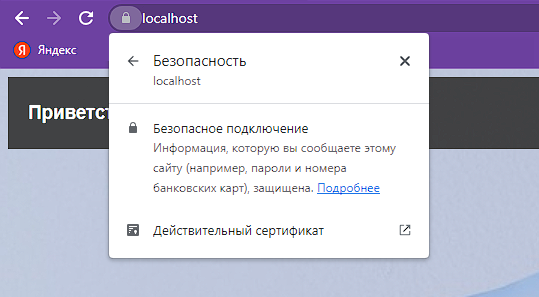 localhost
Я Яндекс
Безопасность
localhost
Приветст
Безопасное подключение
Информация, которую вы сообщаете этому
сайту (например, пароли и номера
банковских карт), защищена. Подробнее
Действительный сертификат